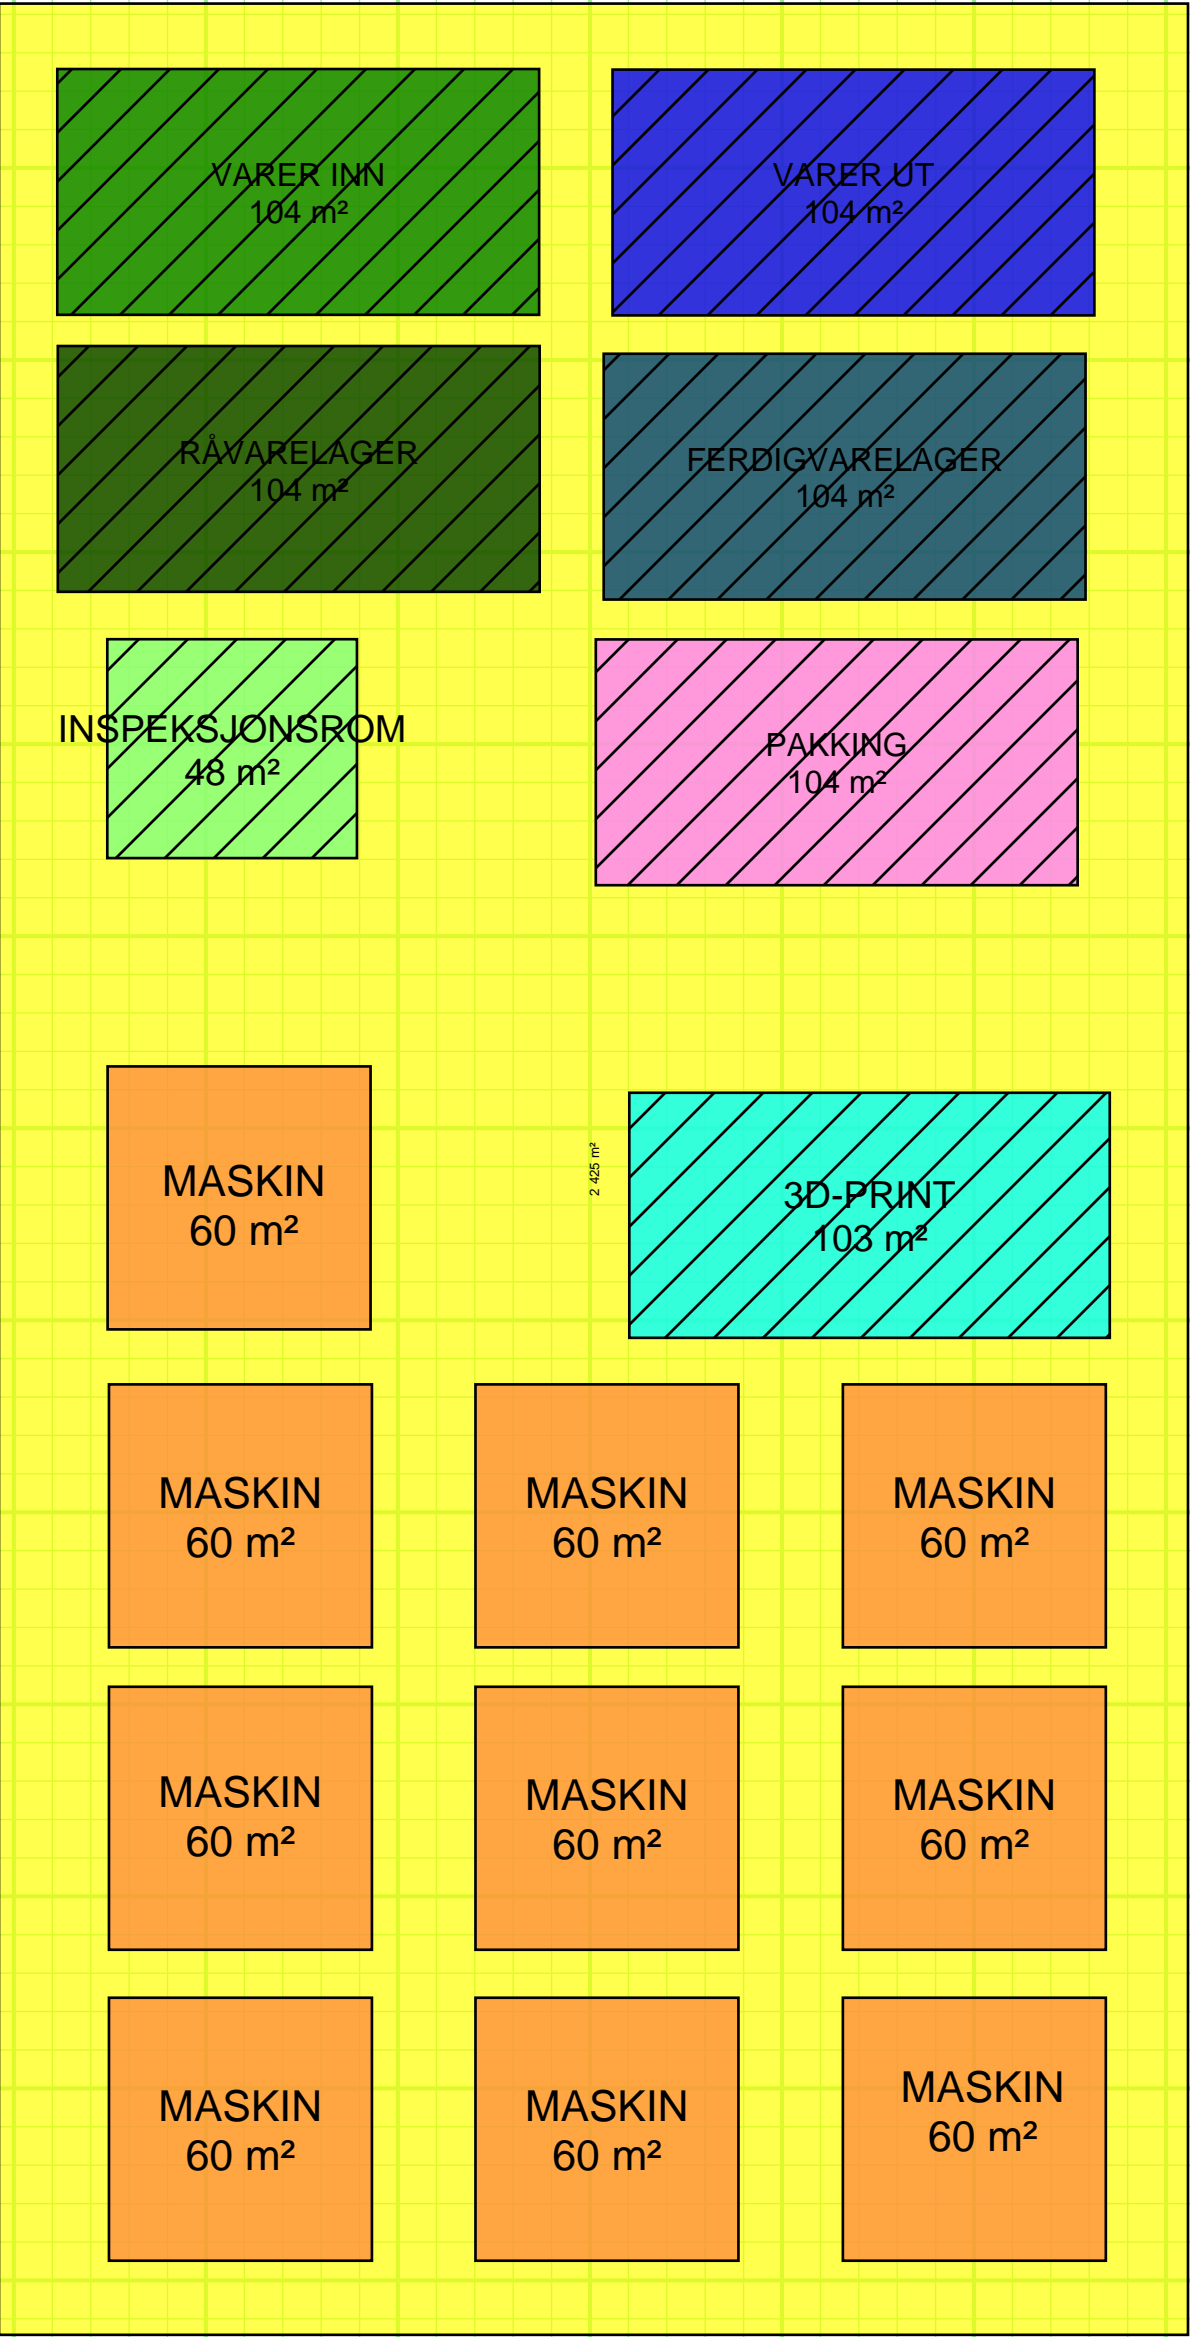 VARER INN
104 m²
VARER UT
104 m²
RÅVARELAGER
104 m²
FERDIGVARELAGER
104 m²
INSPEKSJONSROM
48 m²
PAKKING
104 m²
MASKIN
60 m²
2 425 m²
3D-PRINT
103 m²
MASKIN
60 m²
MASKIN
60 m²
MASKIN
60 m²
MASKIN
60 m²
MASKIN
60 m²
MASKIN
60 m²
MASKIN
60 m²
MASKIN
60 m²
MASKIN
60 m²